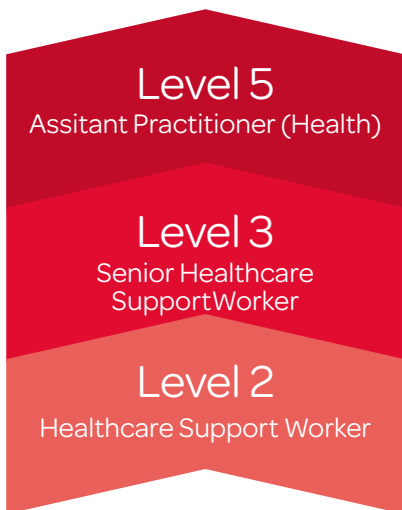 Level 5
Assitant Practitioner (Health)
Level 3
Senior Healthcare
SupportWorker
Level 2
Healthcare Support Worker